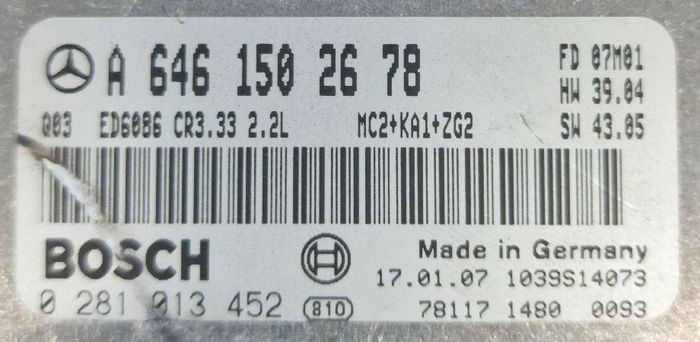 A 646 150 26 78 FD 07M01
HW 39.04
Q03 ED6086 CR3.33 2.2L MC2+KA1+ZG2 SW 43.05
BOSCH Made in Germany
17.01.07 1039S14073
0 281 013 452 810 78117 1480 0093